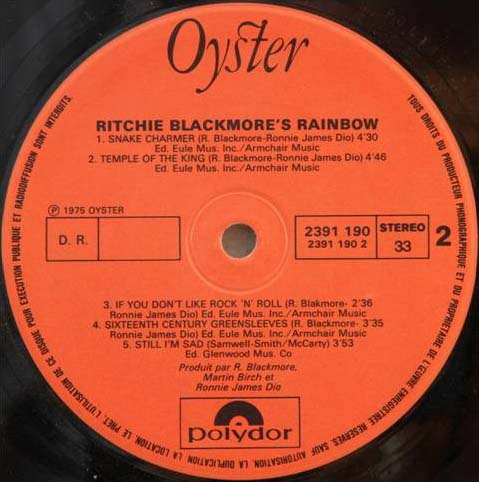 Oyster
RITCHIE BLACKMORE'S RAINBOW
1. SNAKE CHARMER (R. Blackmore-Ronnie James Dio) 4'30
Ed. Eule Mus. Inc./Armchair Music
2. TEMPLE OF THE KING (R. Blackmore-Ronnie James Dio) 4'46
Ed. Eule Mus. Inc./Armchair Music
Ⓟ 1975 OYSTER
D. R.
2391 190
2391 190 2
STEREO
33
2
3. IF YOU DON'T LIKE ROCK 'N' ROLL (R. Blakmore- 2'36
Ronnie James Dio) Ed. Eule Mus. Inc./Armchair Music
4. SIXTEENTH CENTURY GREENSLEEVES (R. Blackmore- 3'35
Ronnie James Dio) Ed. Eule Mus. Inc./Armchair Music
5. STILL I'M SAD (Samwell-Smith/McCarty) 3'53
Ed. Glenwood Mus. Co
Produit par R. Blackmore,
Martin Birch et
Ronnie James Dio
polydor
TOUS DROITS DU PRODUCTEUR PHONOGRAPHIQUE ET DU PROPRIETAIRE DE L'ŒUVRE ENREGISTREE RESERVES. SAUF AUTORISATION, LA DUPLICATION, LA LOCATION, LE PRET, L'UTILISATION DE CE DISQUE POUR EXECUTION PUBLIQUE ET RADIODIFFUSION SONT INTERDITS.